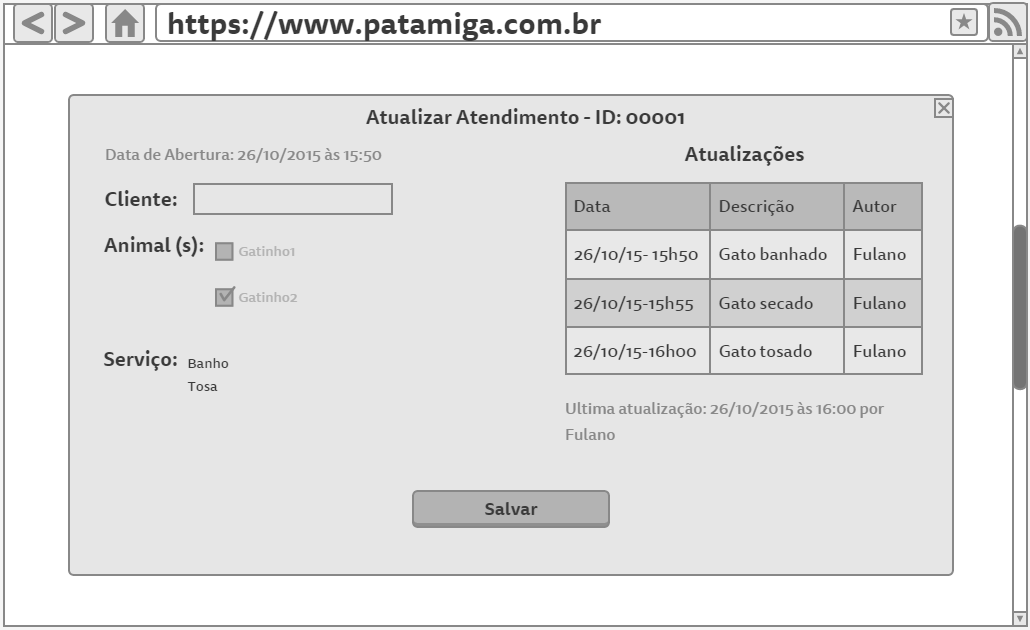 https://www.patamiga.com.br
Atualizar Atendimento - ID: 00001
Data de Abertura: 26/10/2015 às 15:50
Cliente:
Animal (s):
Gatinho1
Gatinho2
Serviço:
Banho
Tosa
Atualizações
Data Descrição Autor
26/10/15- 15h50 Gato banhado Fulano
26/10/15-15h55 Gato secado Fulano
26/10/15-16h00 Gato tosado Fulano
Ultima atualização: 26/10/2015 às 16:00 por
Fulano
Salvar